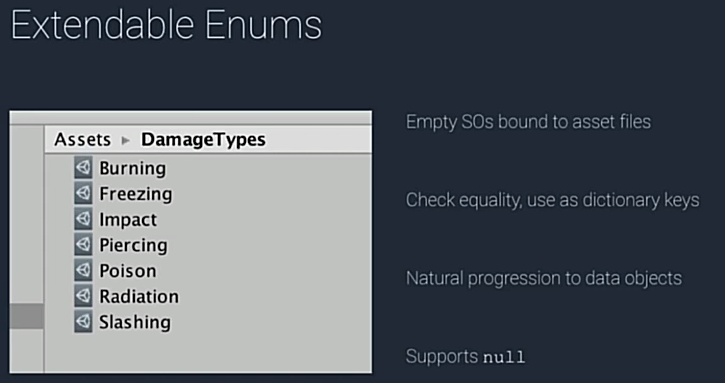 Extendable Enums
Assets ▸ DamageTypes
Burning
Freezing
Impact
Piercing
Poison
Radiation
Slashing
Empty SOs bound to asset files
Check equality, use as dictionary keys
Natural progression to data objects
Supports null